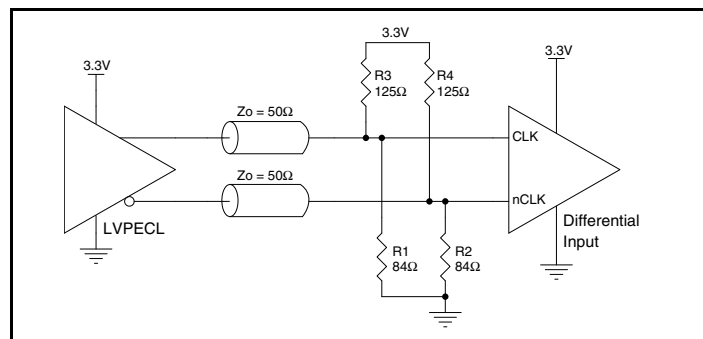 3.3V
3.3V
3.3V
R3
125Ω
R4
125Ω
Zo = 50Ω
CLK
Zo = 50Ω
nCLK
LVPECL
Differential
Input
R1
84Ω
R2
84Ω